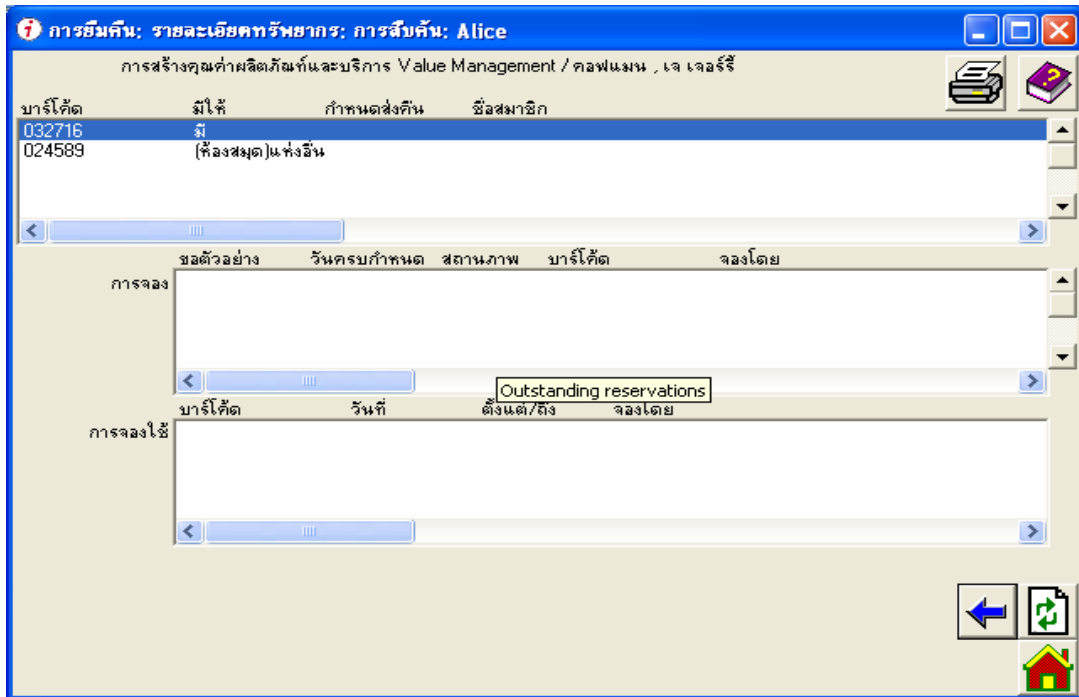 การยืมคืน: รายละเอียดทรัพยากร: การสืบค้น: Alice
การสร้างคุณค่าผลิตภัณฑ์และบริการ Value Management / คอฟแมน , เจ เจอร์รี่
บาร์โค้ด มีให้ กำหนดส่งคืน ชื่อสมาชิก
032716 มี
024589 (ห้องสมุด)แห่งอื่น
ขอตัวอย่าง วันครบกำหนด สถานภาพ บาร์โค้ด จองโดย
การจอง
Outstanding reservations
บาร์โค้ด วันที่ ตั้งแต่/ถึง จองโดย
การจองใช้